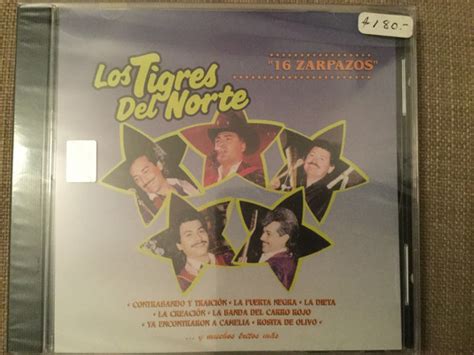 $180.-
"16 ZARPAZOS"
LOS TIGRES
DEL NORTE
• CONTRABANDO Y TRAICIÓN • LA PUERTA NEGRA • LA DIETA
• LA CREACIÓN • LA BANDA DEL CARRO ROJO
• YA ENCONTRARON A CAMELIA • ROSITA DE OLIVO •
... y muchos éxitos más